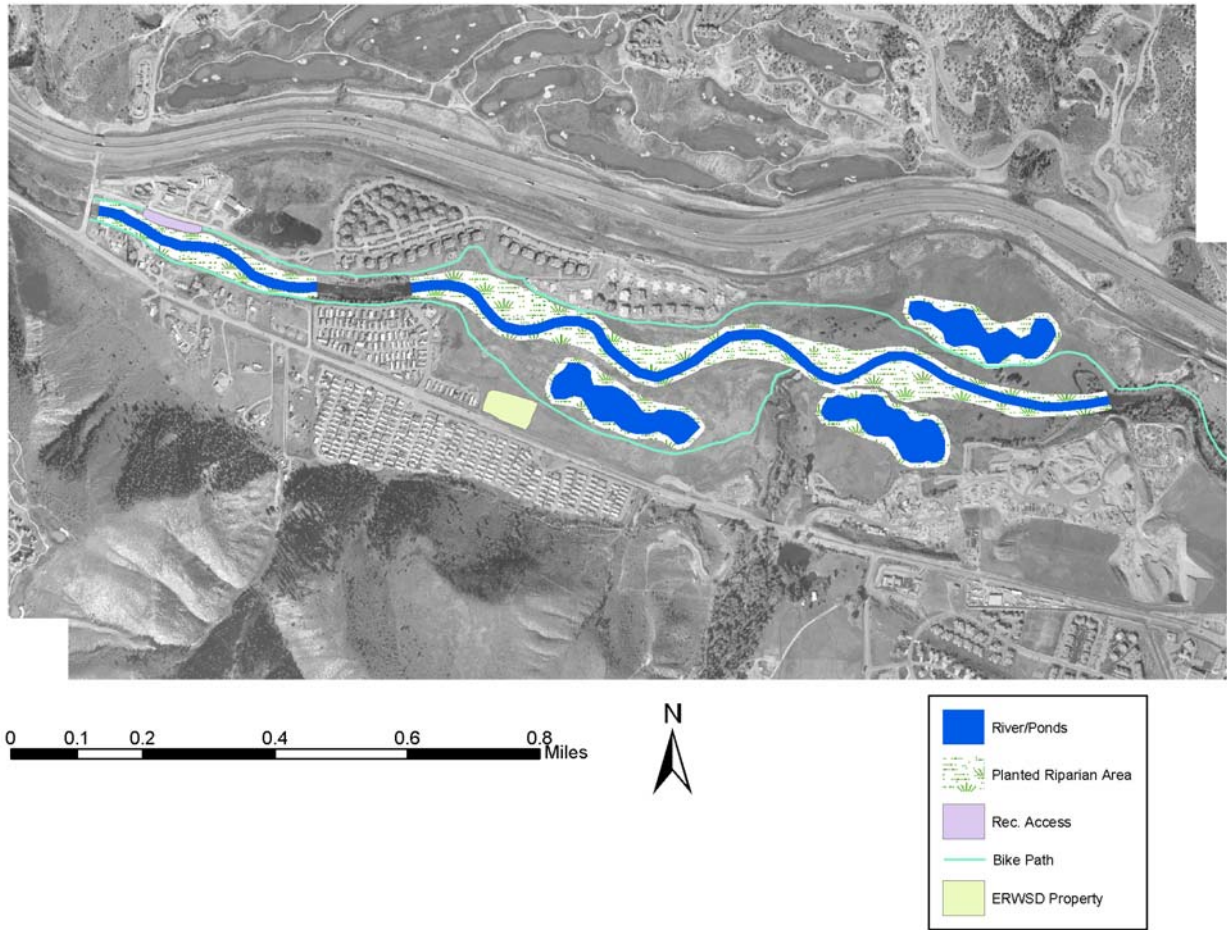 0 0.1 0.2 0.4 0.6 0.8
Miles
N
River/Ponds
Planted Riparian Area
Rec. Access
Bike Path
ERWSD Property